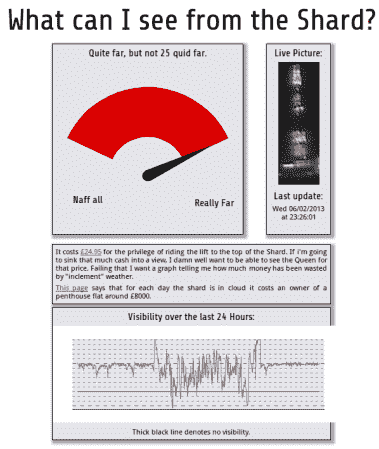 What can I see from the Shard?
Quite far, but not 25 quid far.
Naff all
Really Far
Live Picture:
Last update:
Wed 06/02/2013
at 23:26:01
It costs £24.95 for the privilege of riding the lift to the top of the Shard. If i'm going
to sink that much cash into a view, I damn well want to be able to see the Queen for
that price. Failing that I want a graph telling me how much money has been wasted
by "inclement" weather.
This page says that for each day the shard is in cloud it costs an owner of a
penthouse flat around £8000.
Visibility over the last 24 Hours:
Thick black line denotes no visibility.